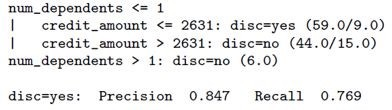 num_dependents <= 1
|   credit_amount <= 2631: disc=yes (59.0/9.0)
|   credit_amount > 2631: disc=no (44.0/15.0)
num_dependents > 1: disc=no (6.0)
disc=yes:  Precision  0.847   Recall  0.769